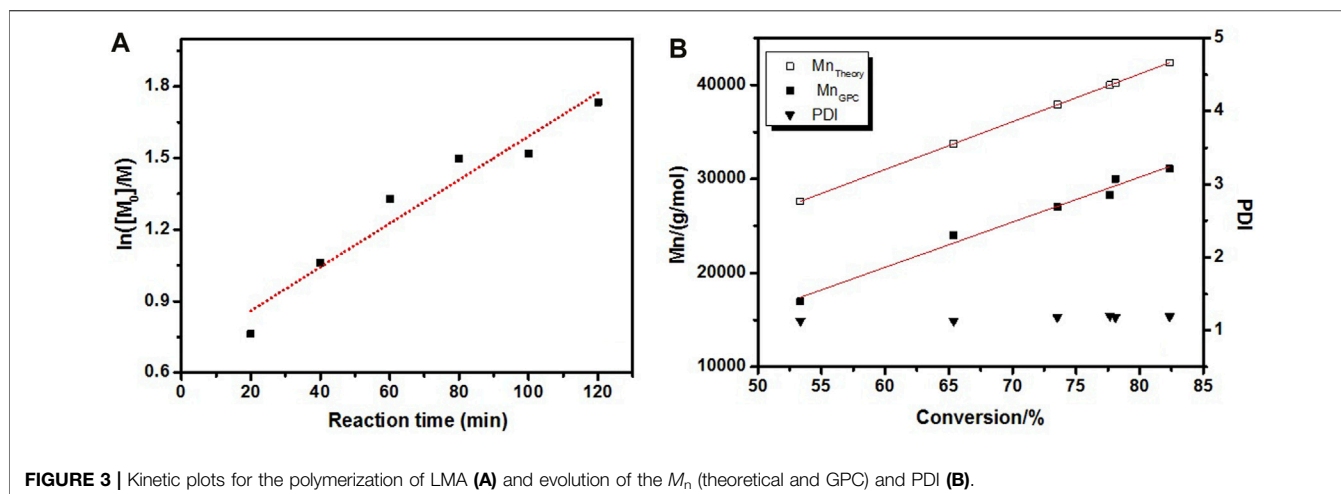 A
ln([M₀]/M)
1.8
1.5
1.2
0.9
0.6
0 20 40 60 80 100 120
Reaction time (min)
B
Mn/(g/mol)
40000
30000
20000
10000
Mn_Theory
Mn_GPC
PDI
5
4
3
2
1
PDI
50 55 60 65 70 75 80 85
Conversion/%
FIGURE 3 | Kinetic plots for the polymerization of LMA (A) and evolution of the Mn (theoretical and GPC) and PDI (B).